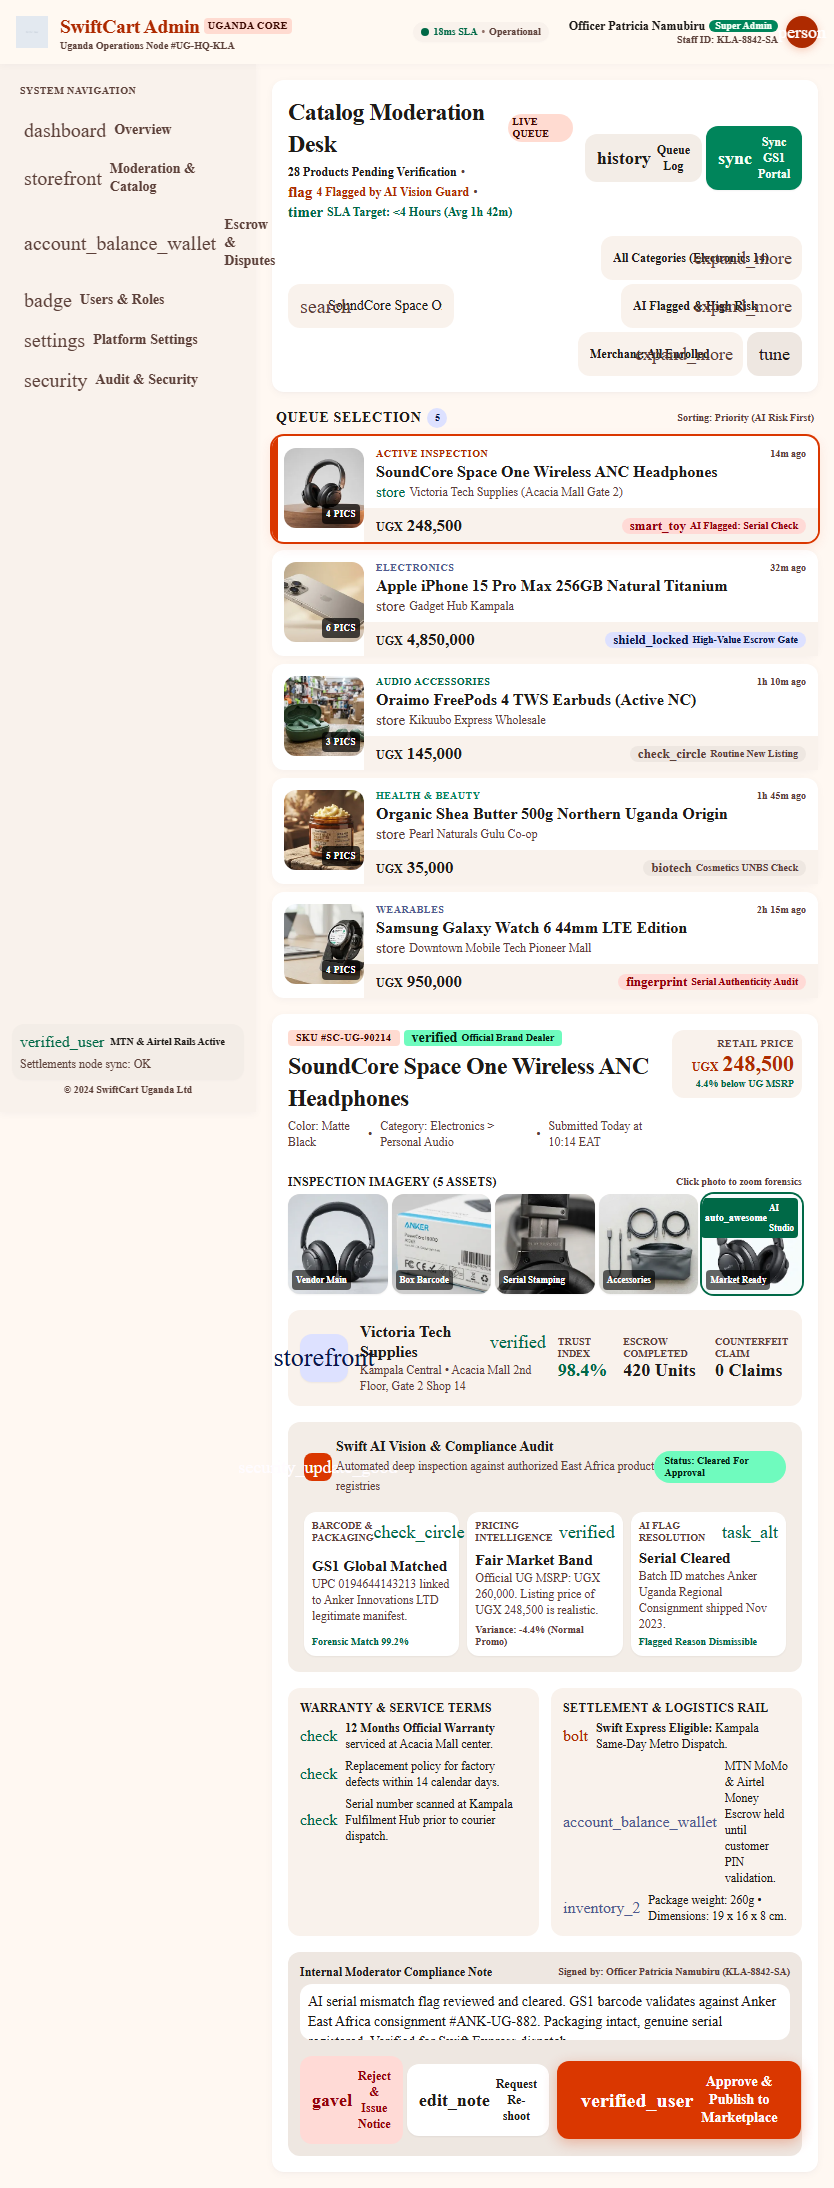 SwiftCart Admin UGANDA CORE
Uganda Operations Node #UG-HQ-KLA
18ms SLA • Operational
Officer Patricia Namubiru Super Admin
Staff ID: KLA-8842-SA
SYSTEM NAVIGATION
dashboard Overview
storefront Moderation & Catalog
account_balance_wallet Escrow & Disputes
badge Users & Roles
settings Platform Settings
security Audit & Security
verified_user MTN & Airtel Rails Active
Settlements node sync: OK
© 2024 SwiftCart Uganda Ltd
Catalog Moderation
Desk
LIVE
QUEUE
28 Products Pending Verification •
flag 4 Flagged by AI Vision Guard •
timer SLA Target: <4 Hours (Avg 1h 42m)
history Queue
Log
sync Sync
GS1
Portal
All Categories (Electronics 14) expand_more
search SoundCore Space O
AI Flagged & High Risk expand_more
Merchant: All Enrolled expand_more
tune
QUEUE SELECTION 5
Sorting: Priority (AI Risk First)
ACTIVE INSPECTION 14m ago
SoundCore Space One Wireless ANC Headphones
store Victoria Tech Supplies (Acacia Mall Gate 2)
4 PICS
UGX 248,500 smart_toy AI Flagged: Serial Check
ELECTRONICS 32m ago
Apple iPhone 15 Pro Max 256GB Natural Titanium
store Gadget Hub Kampala
6 PICS
UGX 4,850,000 shield_locked High-Value Escrow Gate
AUDIO ACCESSORIES 1h 10m ago
Oraimo FreePods 4 TWS Earbuds (Active NC)
store Kikuubo Express Wholesale
3 PICS
UGX 145,000 check_circle Routine New Listing
HEALTH & BEAUTY 1h 45m ago
Organic Shea Butter 500g Northern Uganda Origin
store Pearl Naturals Gulu Co-op
5 PICS
UGX 35,000 biotech Cosmetics UNBS Check
WEARABLES 2h 15m ago
Samsung Galaxy Watch 6 44mm LTE Edition
store Downtown Mobile Tech Pioneer Mall
4 PICS
UGX 950,000 fingerprint Serial Authenticity Audit
SKU #SC-UG-90214 verified Official Brand Dealer
SoundCore Space One Wireless ANC
Headphones
Color: Matte
Black
•
Category: Electronics >
Personal Audio
•
Submitted Today at
10:14 EAT
RETAIL PRICE
UGX 248,500
4.4% below UG MSRP
INSPECTION IMAGERY (5 ASSETS)
Click photo to zoom forensics
Vendor Main
ANKER
Box Barcode
Serial Stamping
Accessories
auto_awesome AI
Studio
Market Ready
storefront
Victoria Tech
Supplies
verified
Kampala Central • Acacia Mall 2nd
Floor, Gate 2 Shop 14
TRUST
INDEX
98.4%
ESCROW
COMPLETED
420 Units
COUNTERFEIT
CLAIM
0 Claims
Swift AI Vision & Compliance Audit
Automated deep inspection against authorized East Africa product
registries
Status: Cleared For
Approval
BARCODE &
PACKAGING
check_circle
GS1 Global Matched
UPC 0194644143213 linked
to Anker Innovations LTD
legitimate manifest.
Forensic Match 99.2%
PRICING
INTELLIGENCE
verified
Fair Market Band
Official UG MSRP: UGX
260,000. Listing price of
UGX 248,500 is realistic.
Variance: -4.4% (Normal
Promo)
AI FLAG
RESOLUTION
task_alt
Serial Cleared
Batch ID matches Anker
Uganda Regional
Consignment shipped Nov
2023.
Flagged Reason Dismissible
WARRANTY & SERVICE TERMS
check 12 Months Official Warranty
serviced at Acacia Mall center.
check Replacement policy for factory
defects within 14 calendar days.
check Serial number scanned at Kampala
Fulfilment Hub prior to courier
dispatch.
SETTLEMENT & LOGISTICS RAIL
bolt Swift Express Eligible: Kampala
Same-Day Metro Dispatch.
account_balance_wallet MTN MoMo
& Airtel
Money
Escrow held
until
customer
PIN
validation.
inventory_2 Package weight: 260g •
Dimensions: 19 x 16 x 8 cm.
Internal Moderator Compliance Note
Signed by: Officer Patricia Namubiru (KLA-8842-SA)
AI serial mismatch flag reviewed and cleared. GS1 barcode validates against Anker
East Africa consignment #ANK-UG-882. Packaging intact, genuine serial
registered. Verified for Swift Express dispatch.
gavel Reject
&
Issue
Notice
edit_note Request
Re-
shoot
verified_user Approve &
Publish to
Marketplace